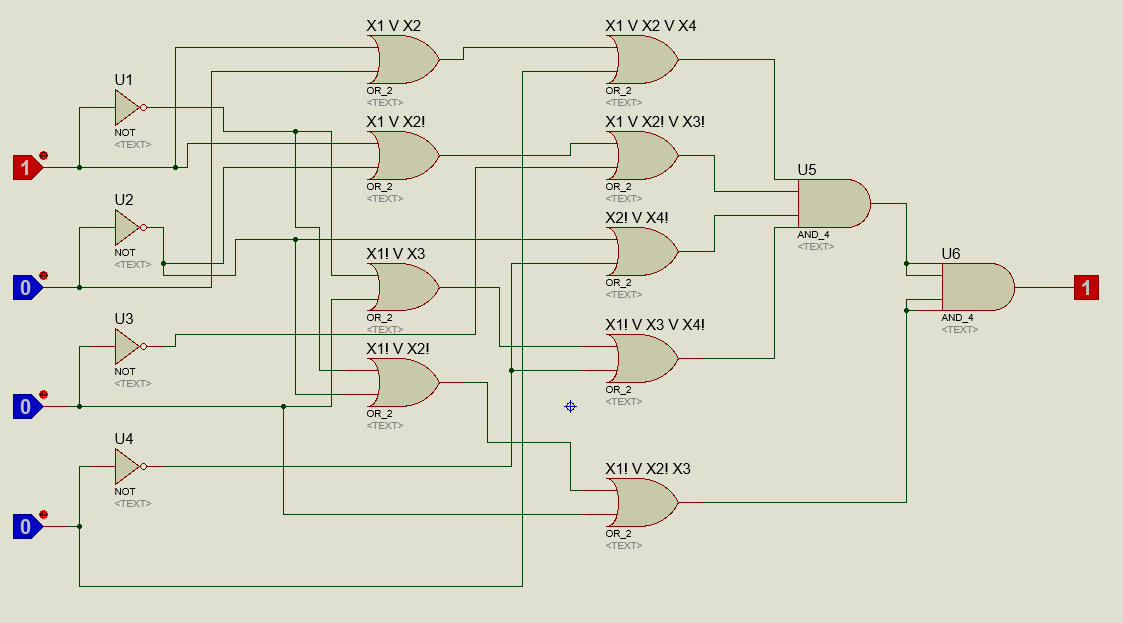 X1 V X2
X1 V X2 V X4
U1
OR_2
<TEXT>
OR_2
<TEXT>
NOT
<TEXT>
X1 V X2!
X1 V X2! V X3!
1
U5
OR_2
<TEXT>
OR_2
<TEXT>
U2
X2! V X4!
NOT
<TEXT>
AND_4
<TEXT>
X1! V X3
U6
0
OR_2
<TEXT>
1
OR_2
<TEXT>
AND_4
<TEXT>
U3
X1! V X3 V X4!
NOT
<TEXT>
X1! V X2!
OR_2
<TEXT>
0
OR_2
<TEXT>
U4
X1! V X2! X3
NOT
<TEXT>
0
OR_2
<TEXT>